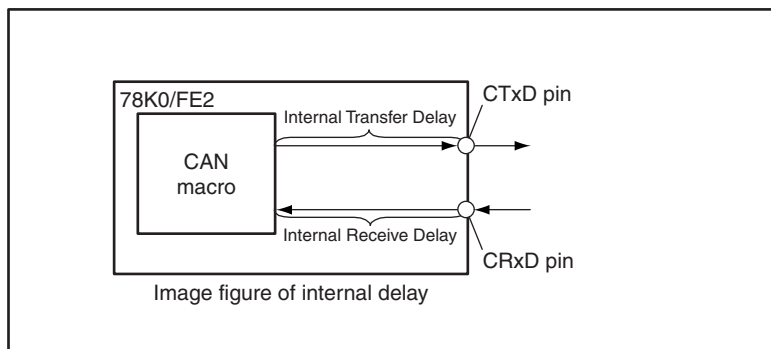 78K0/FE2
CTxD pin
Internal Transfer Delay
CAN
macro
Internal Receive Delay
CRxD pin
Image figure of internal delay